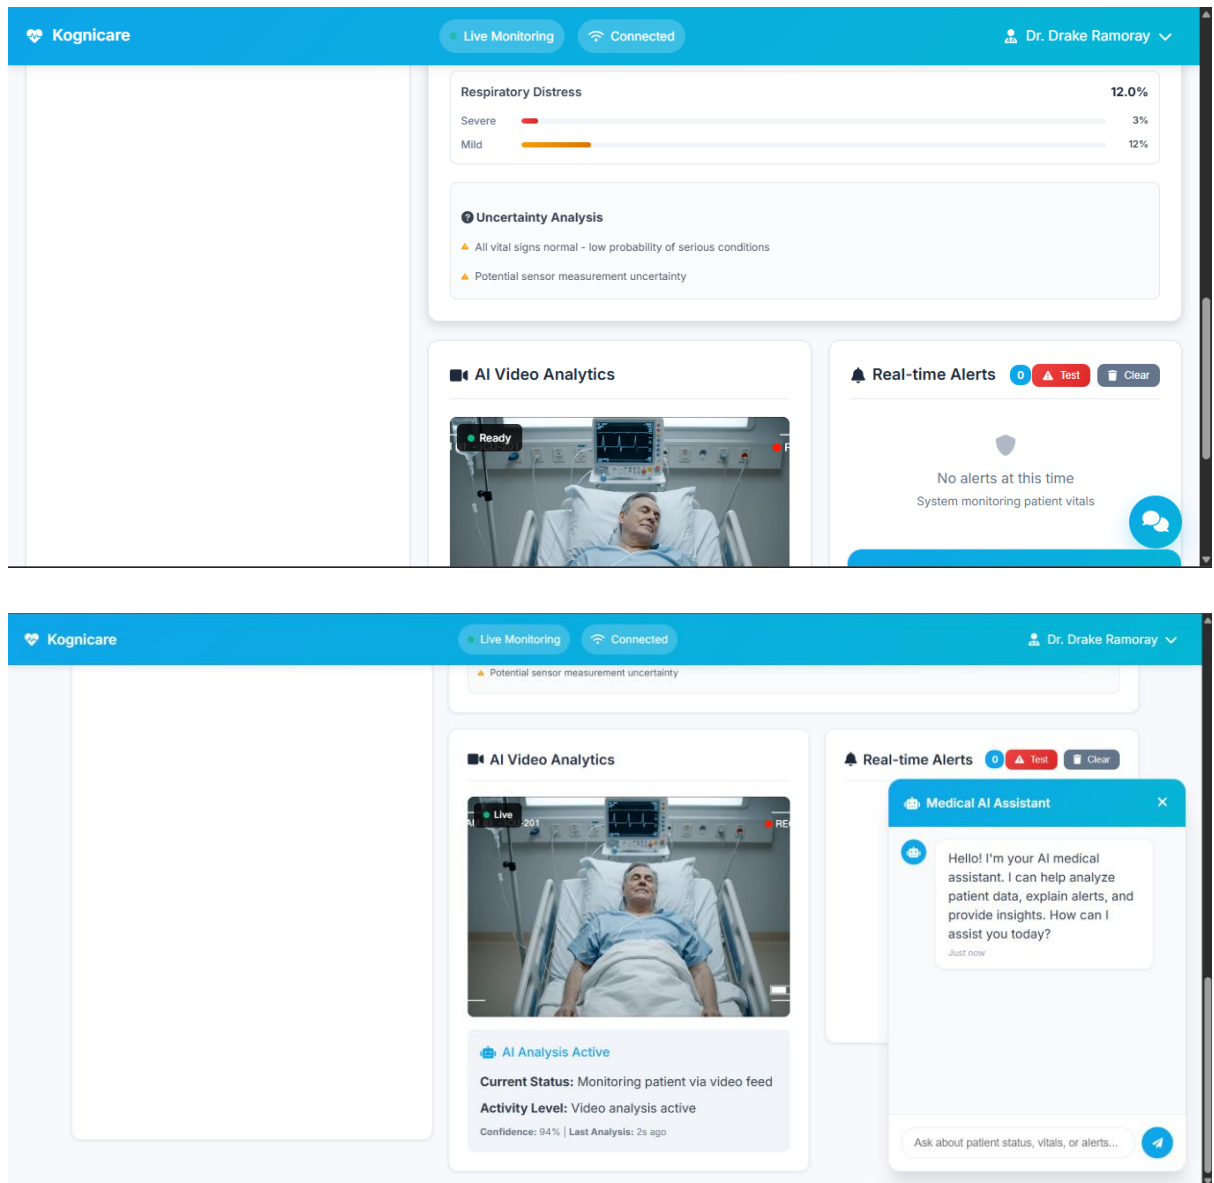 Kognicare
Live Monitoring
Connected
Dr. Drake Ramoray
Respiratory Distress 12.0%
Severe 3%
Mild 12%
Uncertainty Analysis
All vital signs normal - low probability of serious conditions
Potential sensor measurement uncertainty
AI Video Analytics
Ready
Real-time Alerts 0 Test Clear
No alerts at this time
System monitoring patient vitals
Kognicare
Live Monitoring
Connected
Dr. Drake Ramoray
Potential sensor measurement uncertainty
AI Video Analytics
Live
-201
REC
AI Analysis Active
Current Status: Monitoring patient via video feed
Activity Level: Video analysis active
Confidence: 94% | Last Analysis: 2s ago
Real-time Alerts 0 Test Clear
Medical AI Assistant
Hello! I'm your AI medical
assistant. I can help analyze
patient data, explain alerts, and
provide insights. How can I
assist you today?
Just now
Ask about patient status, vitals, or alerts...